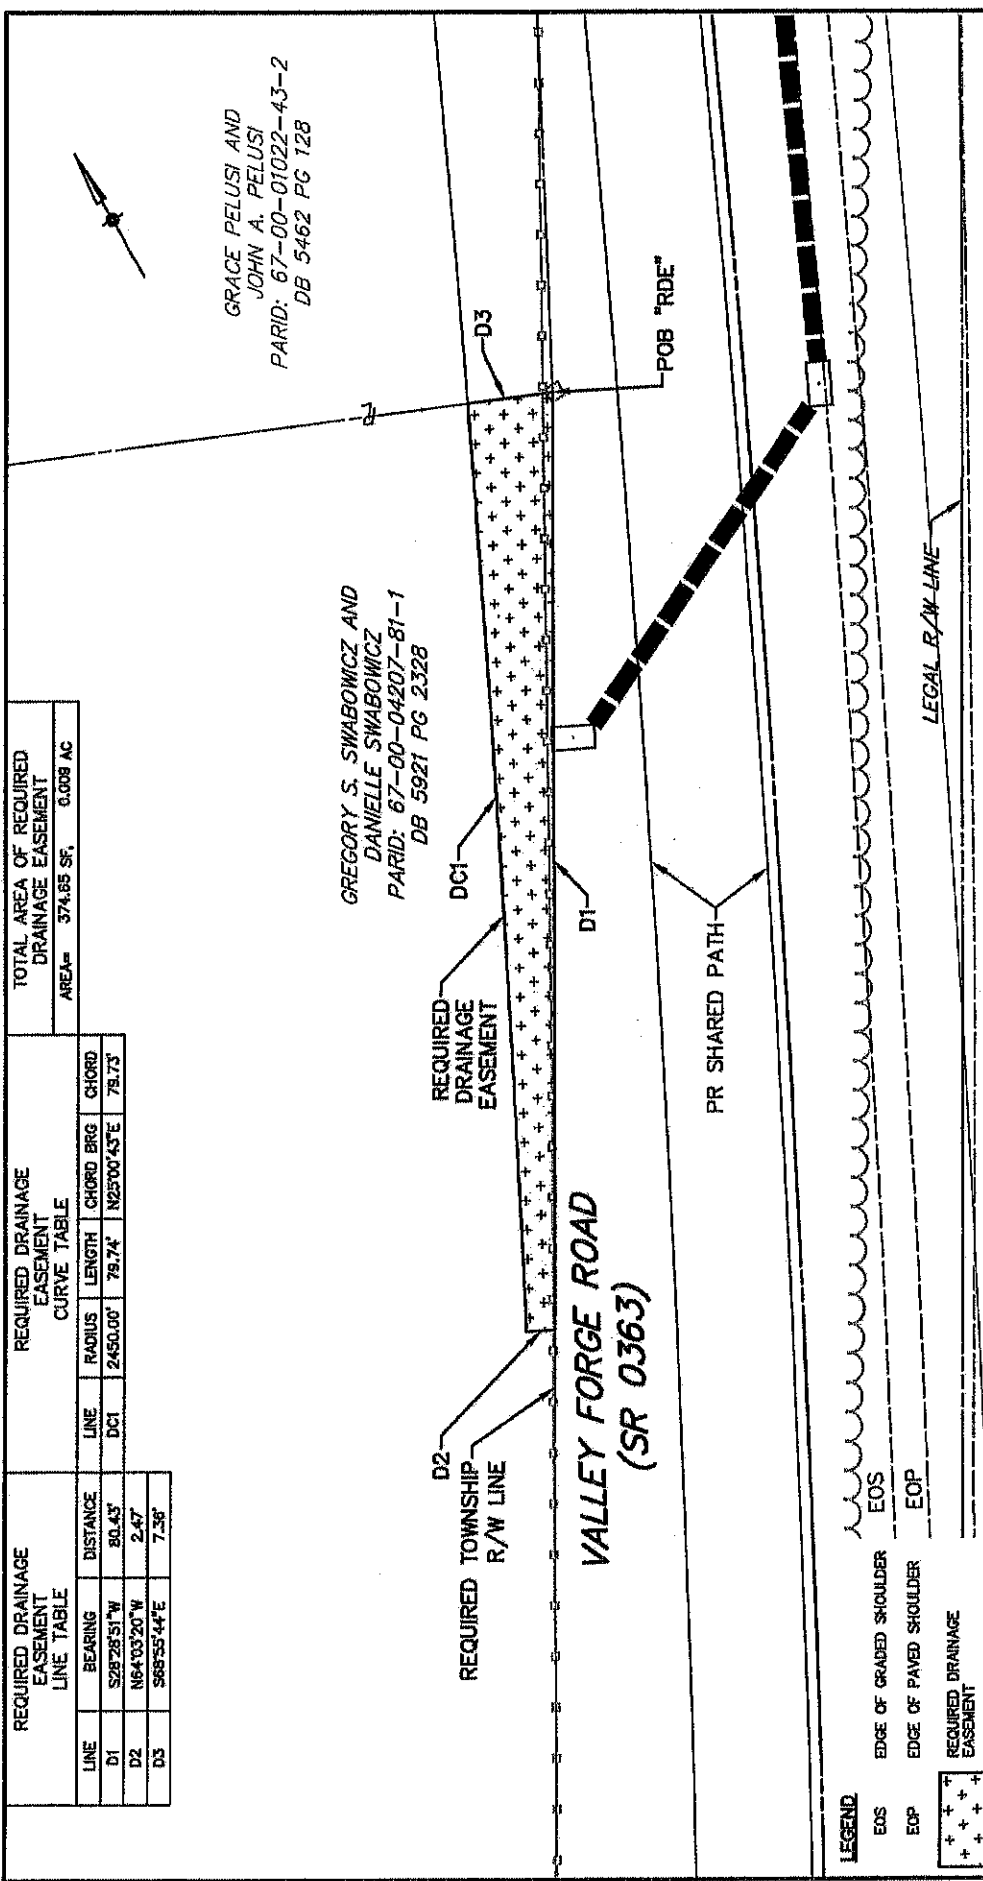 REQUIRED DRAINAGE
EASEMENT
LINE TABLE
LINE BEARING DISTANCE
D1 S28°28'51"W 80.43'
D2 N64°03'20"W 2.47'
D3 S68°55'44"E 7.36'
REQUIRED DRAINAGE
EASEMENT
CURVE TABLE
LINE RADIUS LENGTH CHORD BRG CHORD
DC1 2450.00' 79.74' N25°00'43"E 79.73'
TOTAL AREA OF REQUIRED
DRAINAGE EASEMENT
AREA= 374.65 SF, 0.009 AC
GRACE PELUSI AND
JOHN A. PELUSI
PARID: 67-00-01022-43-2
DB 5462 PG 128
GREGORY S. SWABOWICZ AND
DANIELLE SWABOWICZ
PARID: 67-00-04207-81-1
DB 5921 PG 2328
PL
D3
POB "RDE"
DC1
REQUIRED
DRAINAGE
EASEMENT
D1
D2
REQUIRED TOWNSHIP
R/W LINE
VALLEY FORGE ROAD
(SR 0363)
PR SHARED PATH
EOS
EOP
LEGAL R/W LINE
LEGEND
EOS EDGE OF GRADED SHOULDER
EOP EDGE OF PAVED SHOULDER
REQUIRED DRAINAGE
EASEMENT